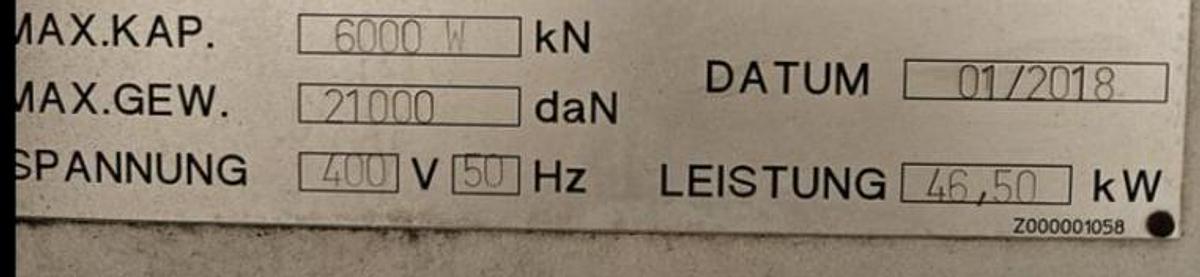 MAX.KAP. 6000 W kN
MAX.GEW. 21000 daN
SPANNUNG 400 V 50 Hz
DATUM 01/2018
LEISTUNG 46,50 kW
Z000001058